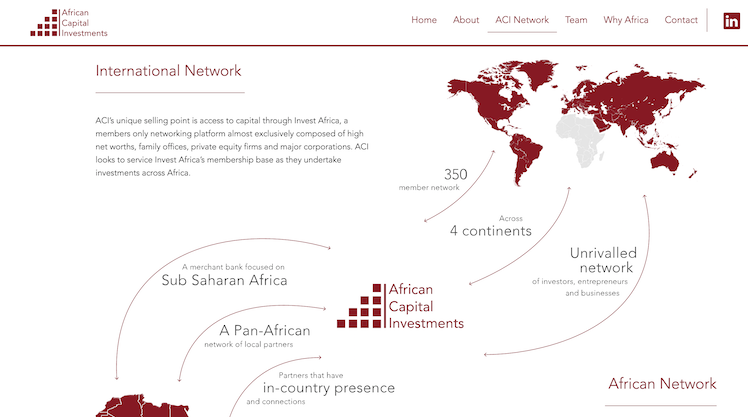 African
Capital
Investments
Home About ACI Network Team Why Africa Contact
in
International Network
ACI's unique selling point is access to capital through Invest Africa, a
members only networking platform almost exclusively composed of high
net worths, family offices, private equity firms and major corporations. ACI
looks to service Invest Africa's membership base as they undertake
investments across Africa.
350
member network
Across
4 continents
Unrivalled
network
of investors, entrepreneurs
and businesses
A merchant bank focused on
Sub Saharan Africa
African
Capital
Investments
A Pan-African
network of local partners
Partners that have
in-country presence
and connections
African Network